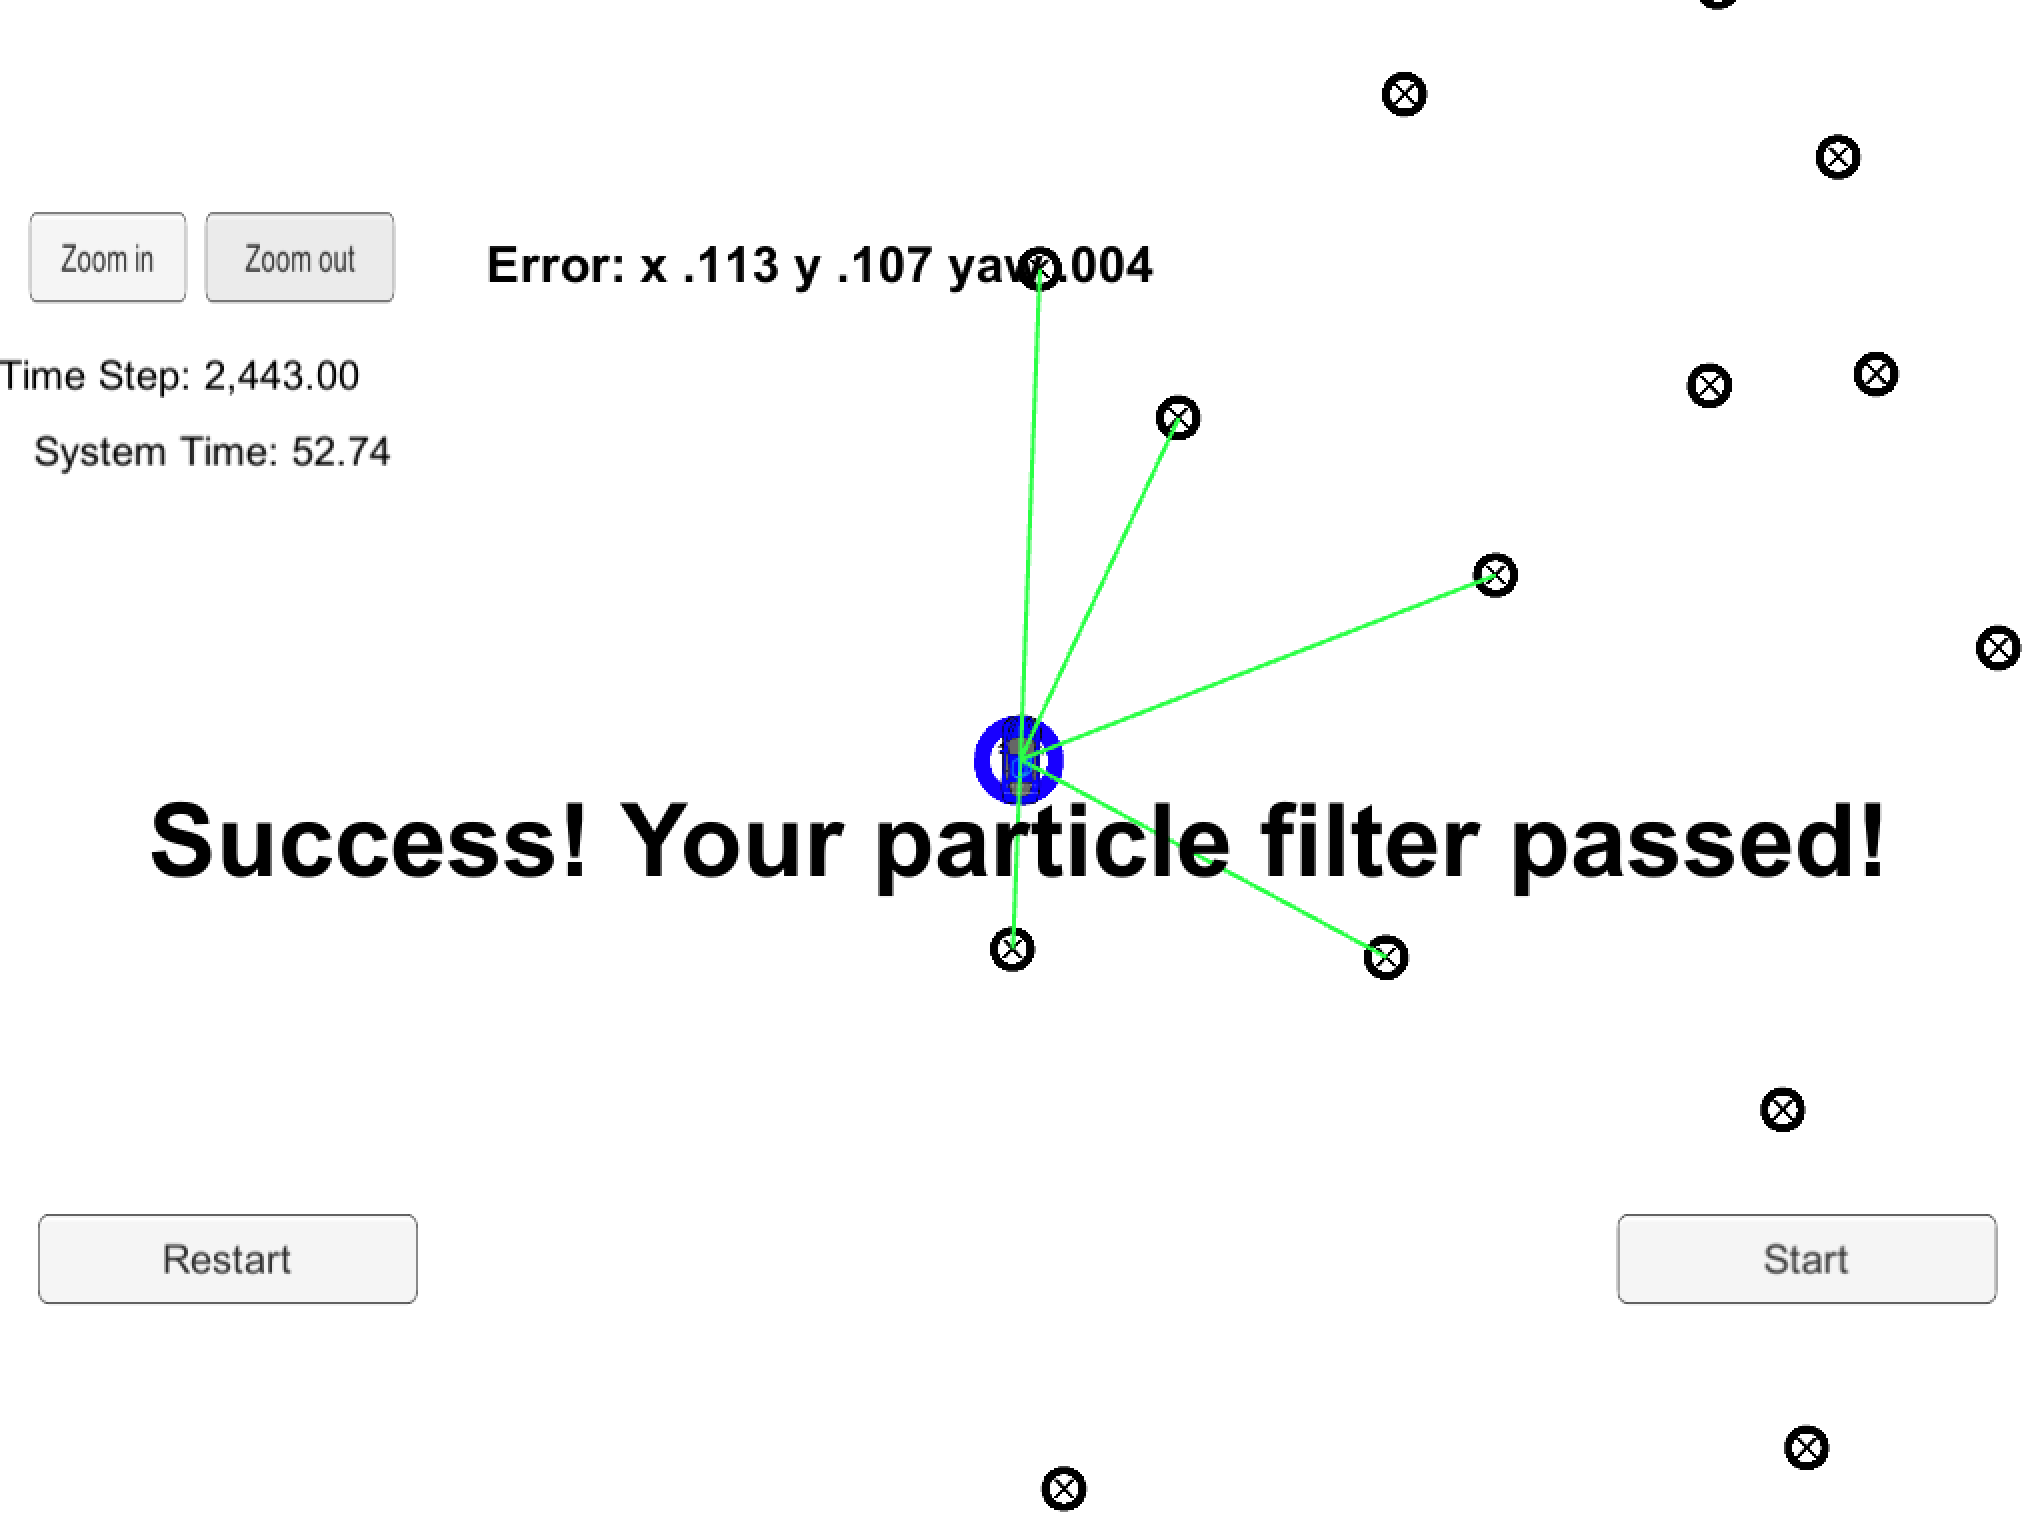 Zoom in
Zoom out
Error: x .113 y .107 yaw .004
Time Step: 2,443.00
System Time: 52.74
Success! Your particle filter passed!
Restart
Start